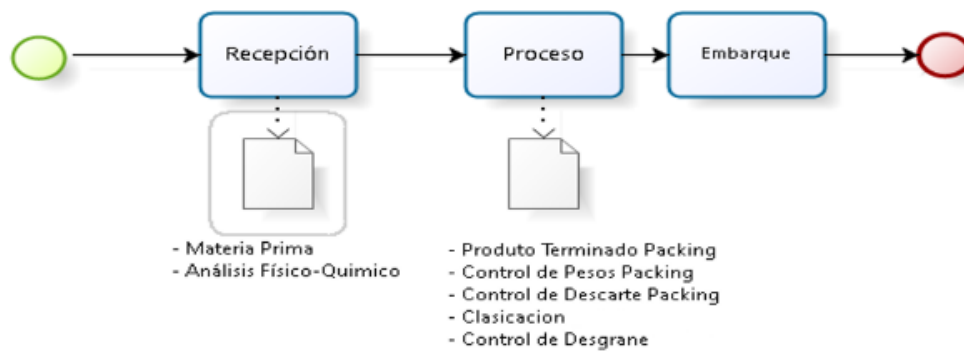 Recepción
Proceso
Embarque
- Materia Prima
- Análisis Físico-Quimico
- Produto Terminado Packing
- Control de Pesos Packing
- Control de Descarte Packing
- Clasicacion
- Control de Desgrane